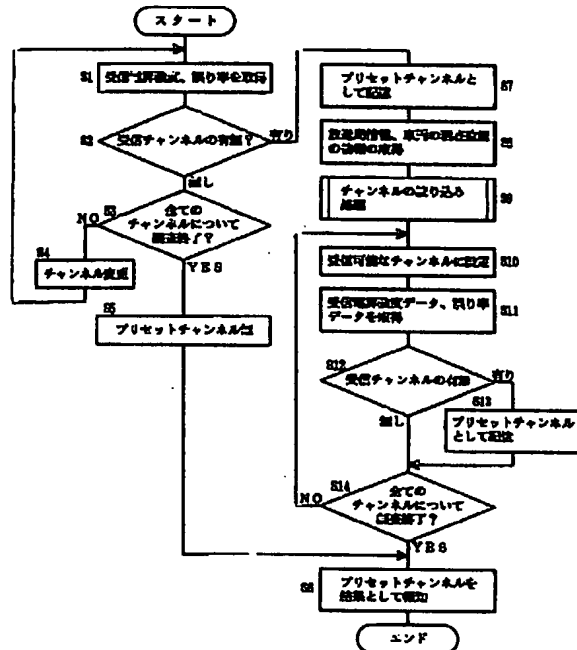 スタート
S1
受信電界強度、誤り率を取得
S2
受信チャンネルの有無?
有り
無し
S3
全ての
チャンネルについて
調査終了?
NO
YES
S4
チャンネル変更
S5
プリセットチャンネル無
S7
プリセットチャンネルと
して記憶
放送局情報、車両の現在位置
の情報の取得
S8
チャンネルの絞り込み
処理
S9
受信可能なチャンネルに設定
S10
受信電界強度データ、誤り率
データを取得
S11
S12
受信チャンネルの有無
有り
無し
S13
プリセットチャンネル
として記憶
S14
全ての
チャンネルについて
調査終了?
NO
YES
S6
プリセットチャンネルを
結果として報知
エンド